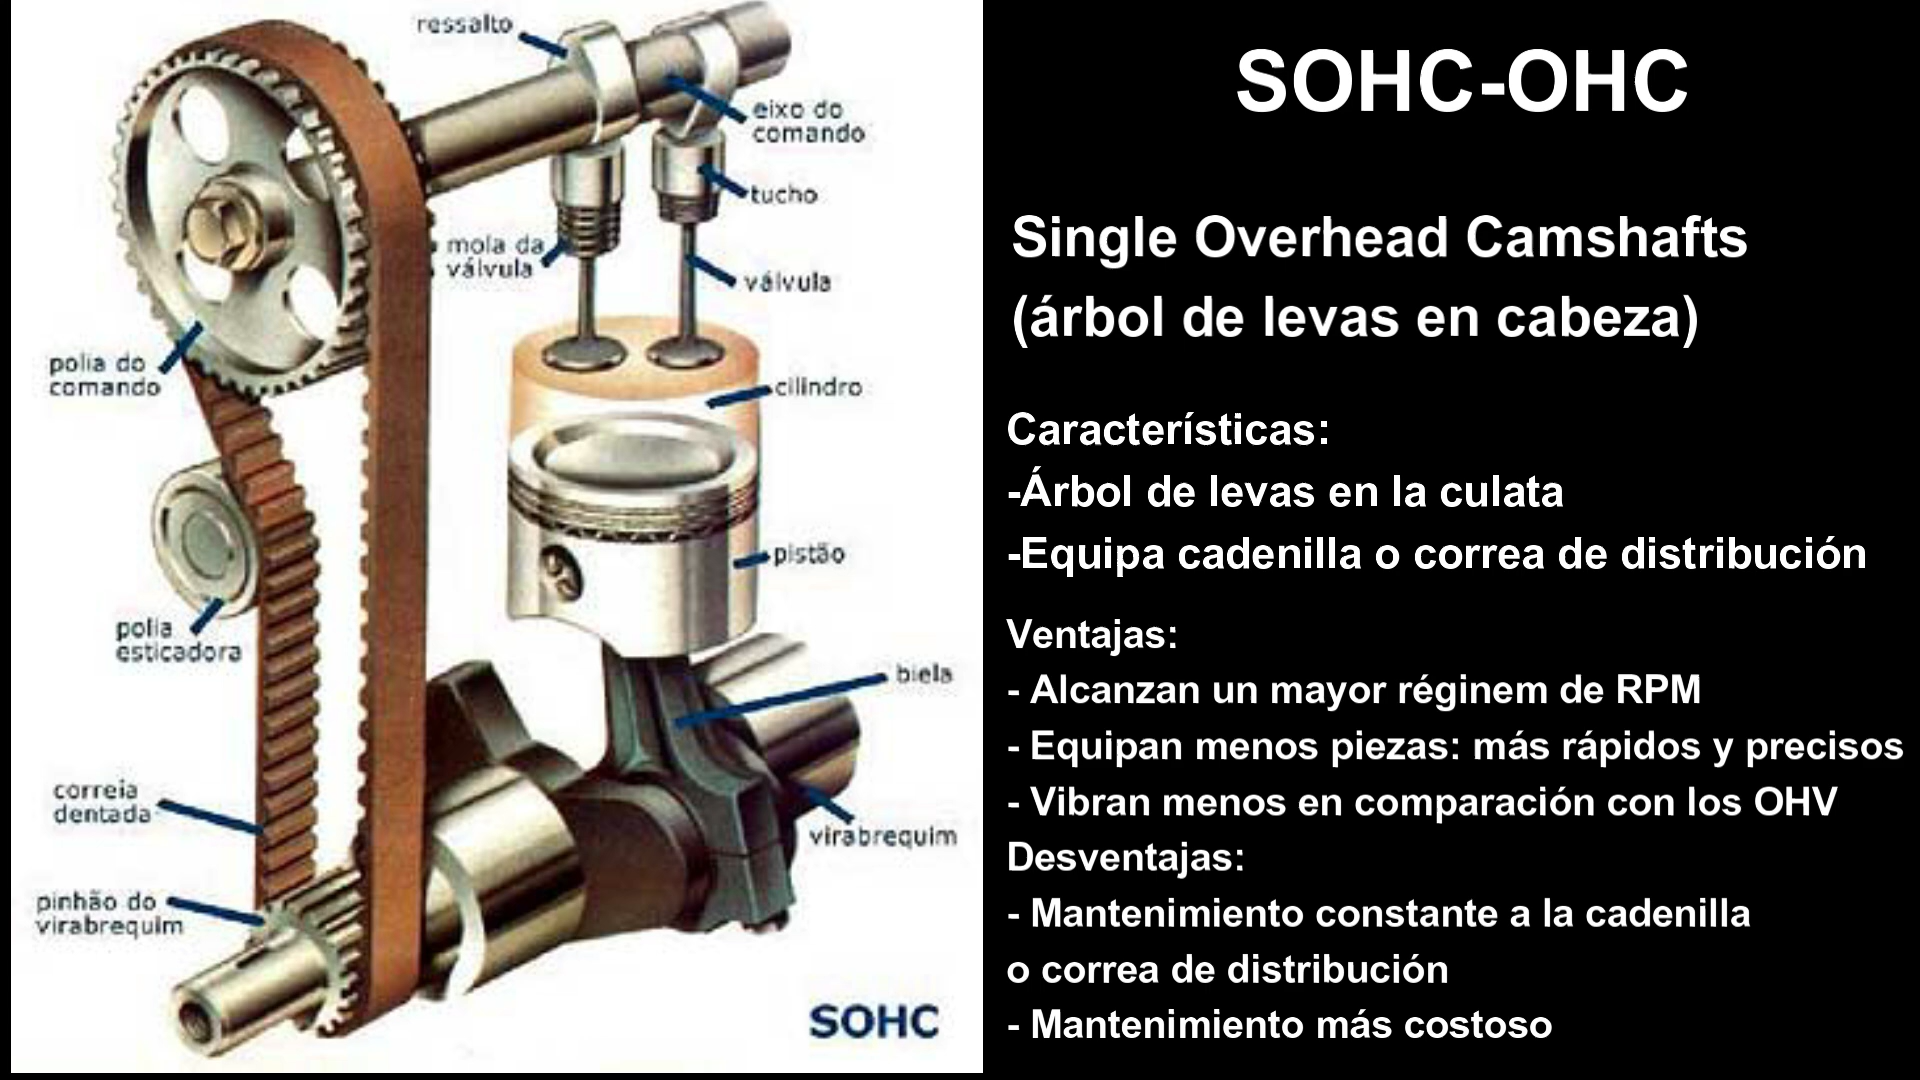 ressalto
eixo do
comando
tucho
mola da
válvula
válvula
polia do
comando
cilindro
pistão
polia
esticadora
biela
correia
dentada
virabrequim
pinhão do
virabrequim
SOHC
SOHC-OHC
Single Overhead Camshafts
(árbol de levas en cabeza)
Características:
-Árbol de levas en la culata
-Equipa cadenilla o correa de distribución
Ventajas:
- Alcanzan un mayor réginem de RPM
- Equipan menos piezas: más rápidos y precisos
- Vibran menos en comparación con los OHV
Desventajas:
- Mantenimiento constante a la cadenilla
o correa de distribución
- Mantenimiento más costoso